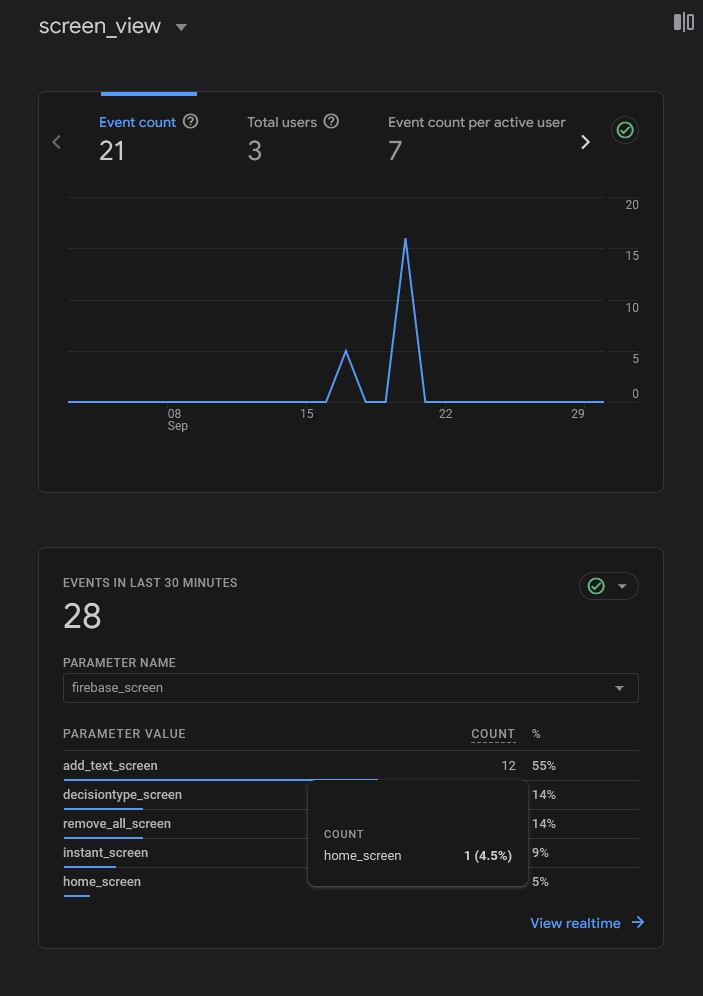 screen_view
Event count
Total users
Event count per active user
21
3
7
20
15
10
5
0
08
Sep
15
22
29
EVENTS IN LAST 30 MINUTES
28
PARAMETER NAME
firebase_screen
PARAMETER VALUE COUNT %
add_text_screen 12 55%
decisiontype_screen 14%
remove_all_screen 14%
instant_screen 9%
home_screen 5%
COUNT
home_screen 1 (4.5%)
View realtime